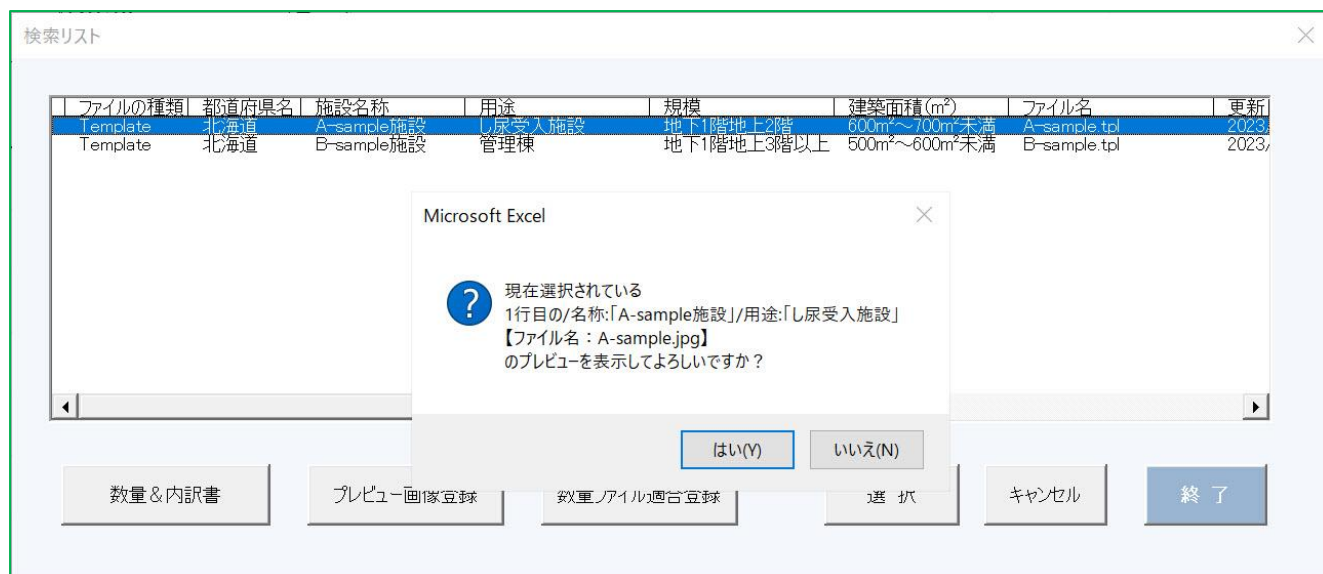 検索リスト
ファイルの種類 都道府県名 施設名称 用途 規模 建築面積(m²) ファイル名 更新
Template 北海道 A-sample施設 し尿受入施設 地下1階地上2階 600m²～700m²未満 A-sample.tpl 2023/
Template 北海道 B-sample施設 管理棟 地下1階地上3階以上 500m²～600m²未満 B-sample.tpl 2023/
Microsoft Excel
現在選択されている
1行目の/名称:「A-sample施設」/用途:「し尿受入施設」
【ファイル名：A-sample.jpg】
のプレビューを表示してよろしいですか？
はい(Y) いいえ(N)
数量＆内訳書 プレビュー画像登録 数量ファイル適合登録 選 択 キャンセル 終 了